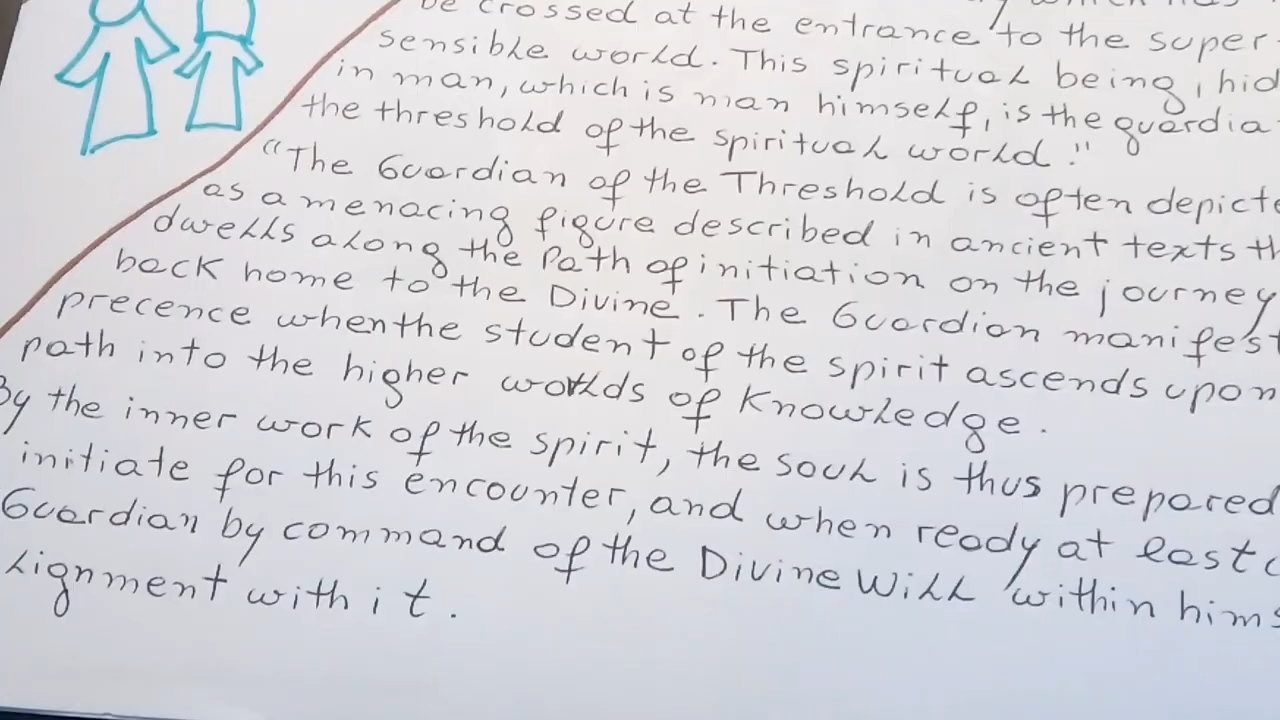 be crossed at the entrance to the super-
sensible world. This spiritual being, hid
in man, which is man himself, is the guardia
the threshold of the spiritual world."
"The Guardian of the Threshold is often depicte
as a menacing figure described in ancient texts th
dwells along the Path of initiation on the journey
back home to the Divine. The Guardian manifest
precence when the student of the spirit ascends upon
path into the higher worlds of Knowledge.
By the inner work of the spirit, the soul is thus prepared
initiate for this encounter, and when ready at last
Guardian by command of the Divine Will within hims
lignment with it.